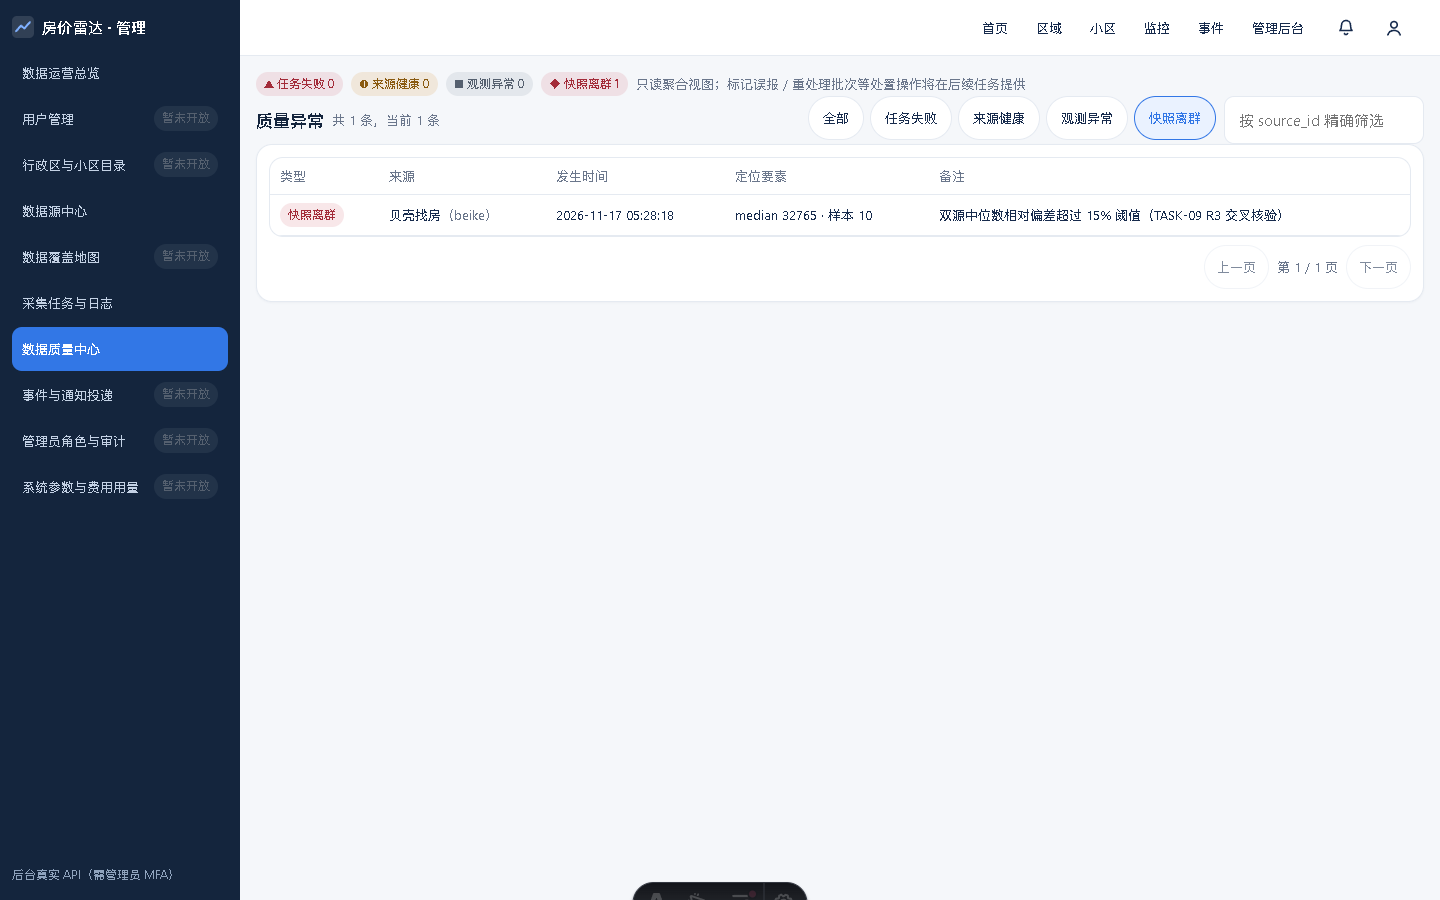 房价雷达 · 管理
数据运营总览
用户管理 暂未开放
行政区与小区目录 暂未开放
数据源中心
数据覆盖地图 暂未开放
采集任务与日志
数据质量中心
事件与通知投递 暂未开放
管理员角色与审计 暂未开放
系统参数与费用用量 暂未开放
后台真实 API（需管理员 MFA）
首页 区域 小区 监控 事件 管理后台
▲ 任务失败 0 来源健康 0 ■ 观测异常 0 ◆ 快照离群 1 只读聚合视图；标记误报 / 重处理批次等处置操作将在后续任务提供
质量异常 共 1 条，当前 1 条 全部 任务失败 来源健康 观测异常 快照离群 按 source_id 精确筛选
类型 来源 发生时间 定位要素 备注
快照离群 贝壳找房（beike） 2026-11-17 05:28:18 median 32765 · 样本 10 双源中位数相对偏差超过 15% 阈值（TASK-09 R3 交叉核验）
上一页 第 1 / 1 页 下一页